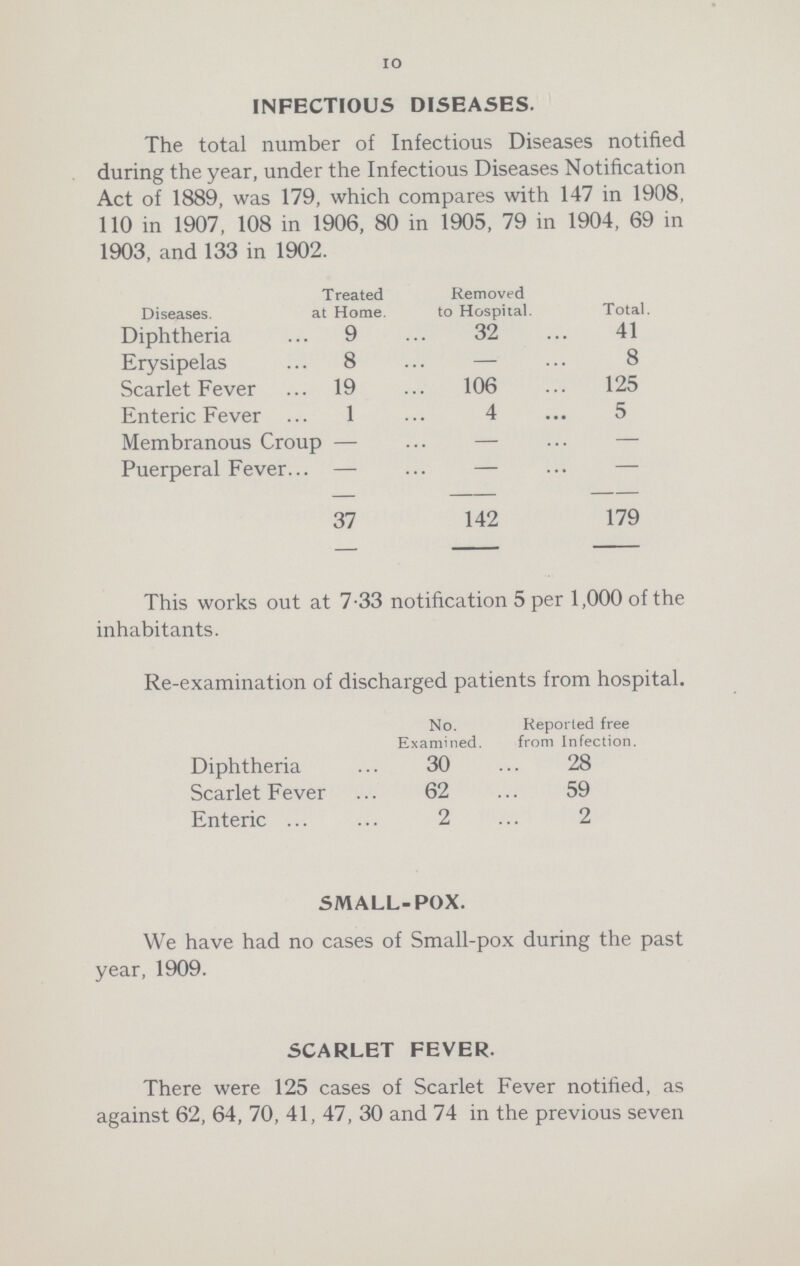 10
INFECTIOUS DISEASES.
The total number of Infectious Diseases notified
during the year, under the Infectious Diseases Notification
Act of 1889, was 179, which compares with 147 in 1908,
110 in 1907, 108 in 1906, 80 in 1905, 79 in 1904, 69 in
1903, and 133 in 1902.
Diseases. Treated at Home. Removed to Hospital. Total.
Diphtheria ... 9 ... 32 ... 41
Erysipelas ... 8 ... — ... 8
Scarlet Fever ... 19 ... 106 ... 125
Enteric Fever ... 1 ... 4 ... 5
Membranous Croup — ... — ... —
Puerperal Fever... — ... — ... —
37 142 179
This works out at 7·33 notification 5 per 1,000 of the
inhabitants.
Re-examination of discharged patients from hospital.
No. Examined. Reported free from Infection.
Diphtheria ... 30 ... 28
Scarlet Fever ... 62 ... 59
Enteric ... ... 2 ... 2
SMALL-POX.
We have had no cases of Small-pox during the past
year, 1909.
SCARLET FEVER.
There were 125 cases of Scarlet Fever notified, as
against 62, 64, 70, 41, 47, 30 and 74 in the previous seven